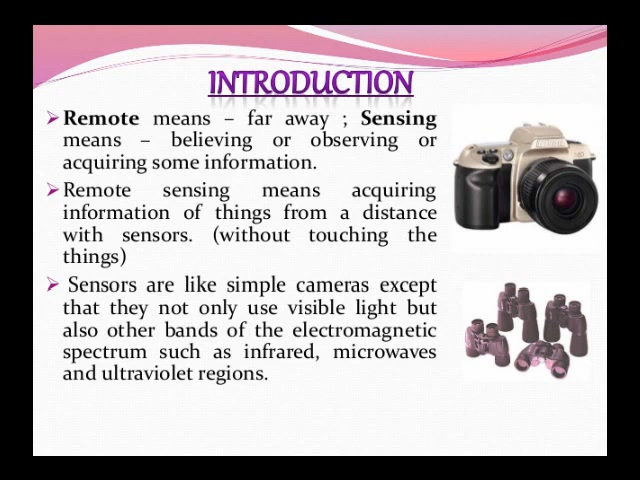 INTRODUCTION
➢Remote means – far away ; Sensing
means – believing or observing or
acquiring some information.
➢Remote sensing means acquiring
information of things from a distance
with sensors. (without touching the
things)
➢ Sensors are like simple cameras except
that they not only use visible light but
also other bands of the electromagnetic
spectrum such as infrared, microwaves
and ultraviolet regions.